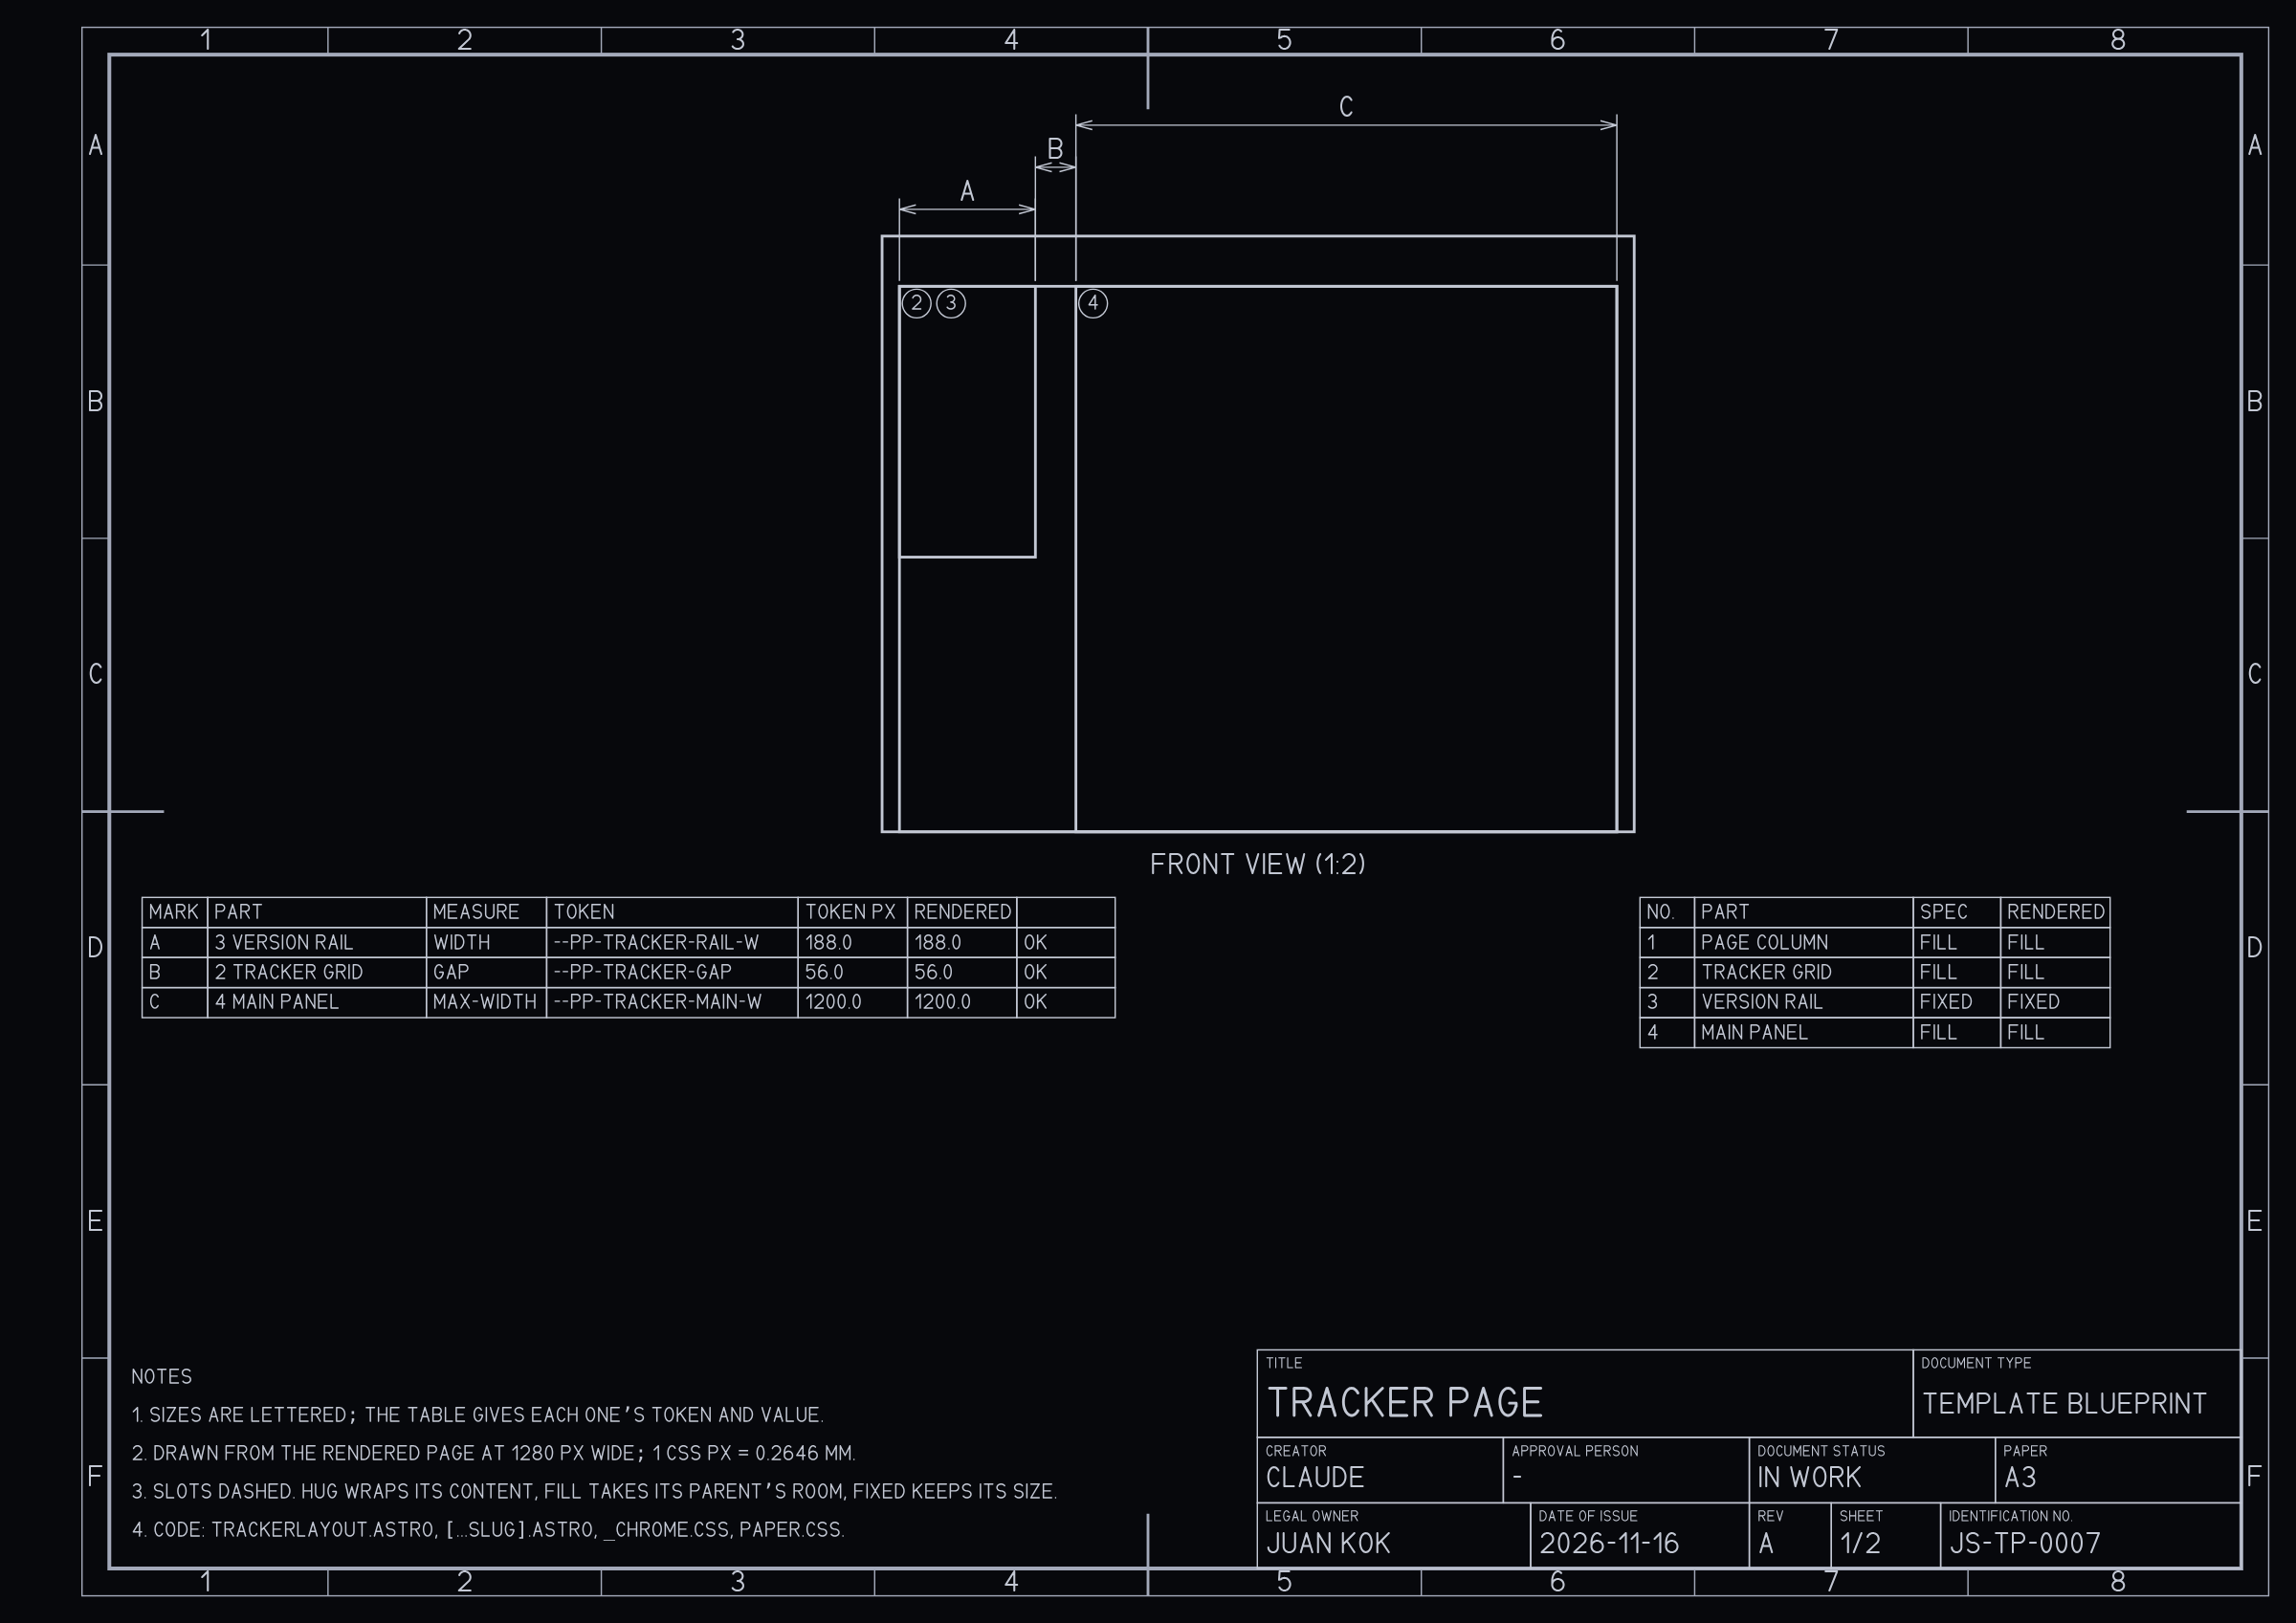 1 2 3 4 5 6 7 8
A A
B B
C C
D D
E E
F F
C
B
A
2 3 4
FRONT VIEW (1:2)
MARK PART MEASURE TOKEN TOKEN PX RENDERED
A 3 VERSION RAIL WIDTH --PP-TRACKER-RAIL-W 188.0 188.0 OK
B 2 TRACKER GRID GAP --PP-TRACKER-GAP 56.0 56.0 OK
C 4 MAIN PANEL MAX-WIDTH --PP-TRACKER-MAIN-W 1200.0 1200.0 OK
NO. PART SPEC RENDERED
1 PAGE COLUMN FILL FILL
2 TRACKER GRID FILL FILL
3 VERSION RAIL FIXED FIXED
4 MAIN PANEL FILL FILL
NOTES
1. SIZES ARE LETTERED; THE TABLE GIVES EACH ONE'S TOKEN AND VALUE.
2. DRAWN FROM THE RENDERED PAGE AT 1280 PX WIDE; 1 CSS PX = 0.2646 MM.
3. SLOTS DASHED. HUG WRAPS ITS CONTENT, FILL TAKES ITS PARENT'S ROOM, FIXED KEEPS ITS SIZE.
4. CODE: TRACKERLAYOUT.ASTRO, [...SLUG].ASTRO, _CHROME.CSS, PAPER.CSS.
TITLE DOCUMENT TYPE
TRACKER PAGE TEMPLATE BLUEPRINT
CREATOR APPROVAL PERSON DOCUMENT STATUS PAPER
CLAUDE - IN WORK A3
LEGAL OWNER DATE OF ISSUE REV SHEET IDENTIFICATION NO.
JUAN KOK 2026-11-16 A 1/2 JS-TP-0007
1 2 3 4 5 6 7 8